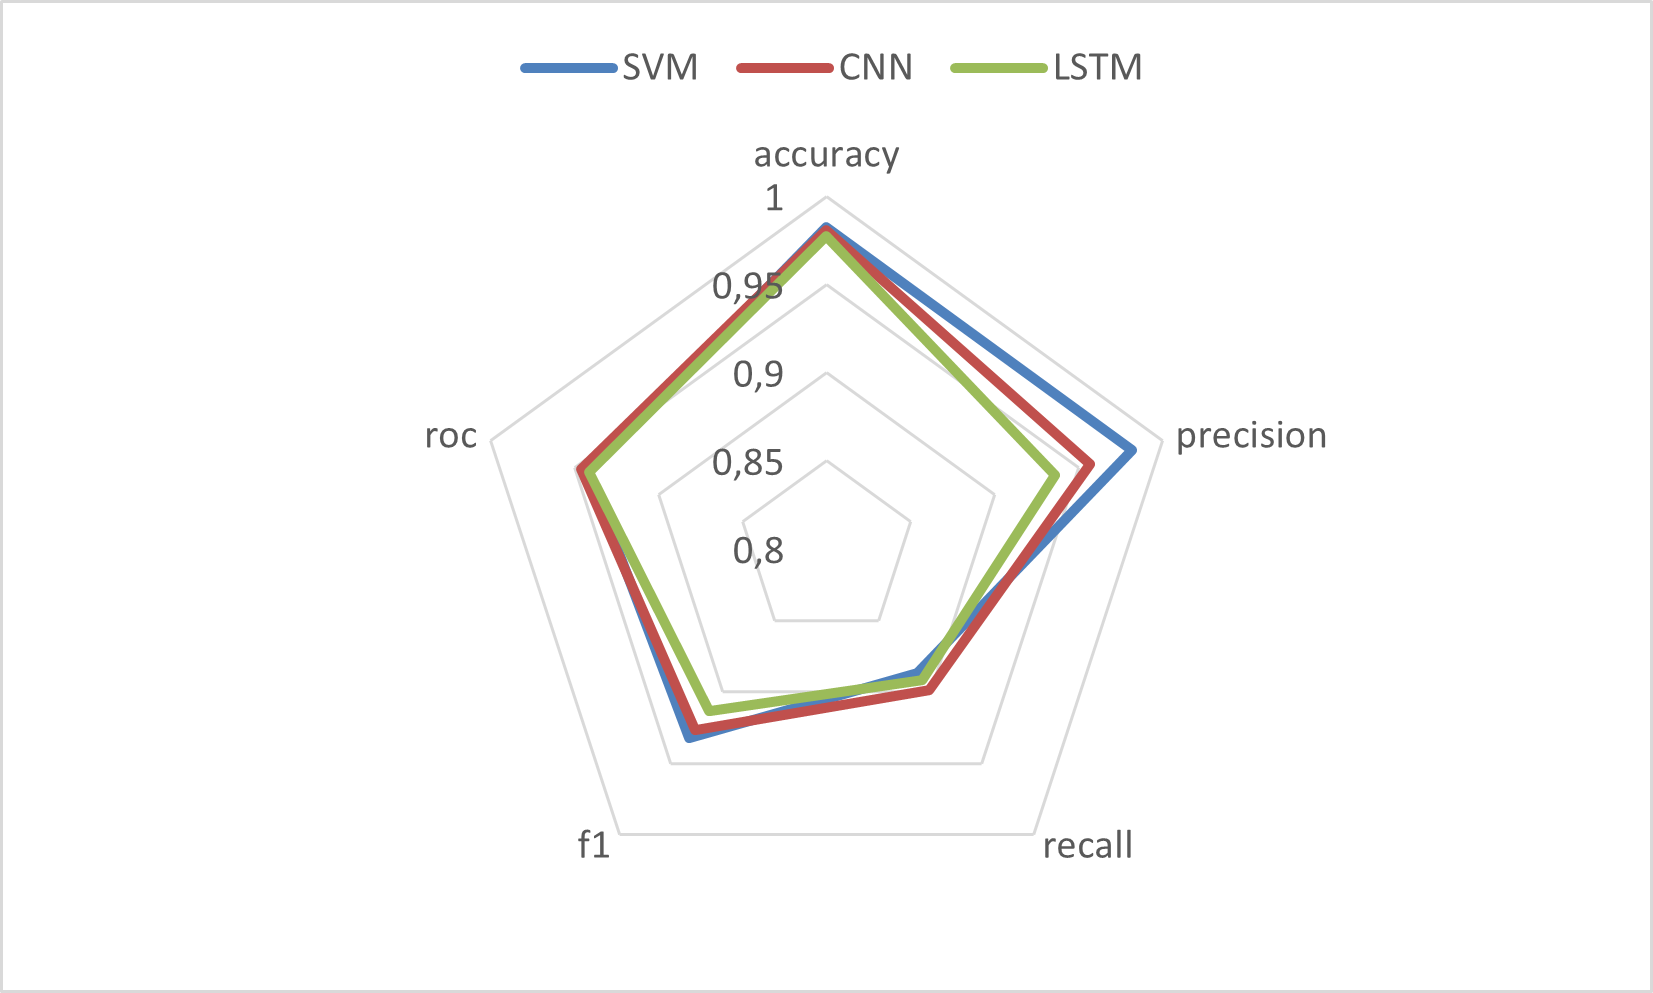 SVM CNN LSTM
accuracy
1
0,95
0,9
roc
precision
0,85
0,8
f1
recall